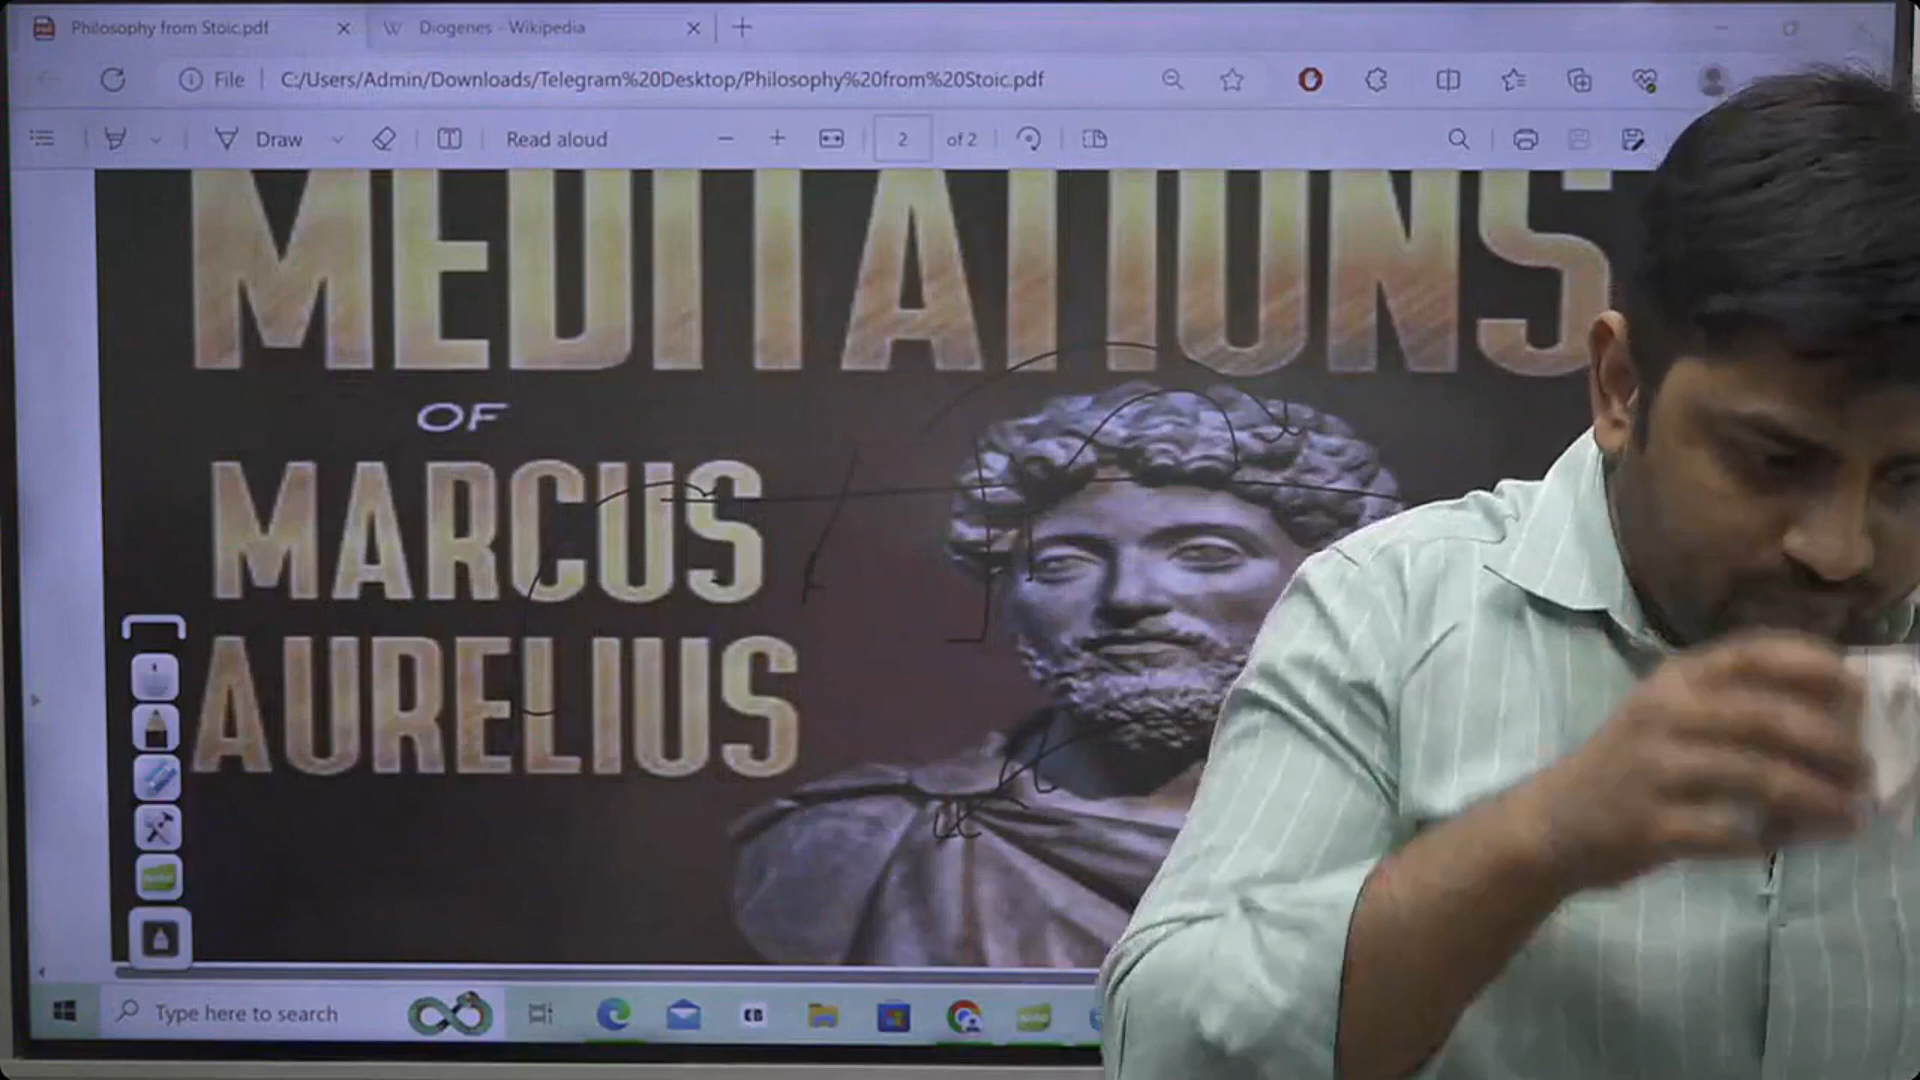 Philosophy from Stoic.pdf
W Diogenes - Wikipedia
File C:/Users/Admin/Downloads/Telegram%20Desktop/Philosophy%20from%20Stoic.pdf
Draw Read aloud 2 of 2
MEDITATIONS
OF
MARCUS
AURELIUS
Type here to search